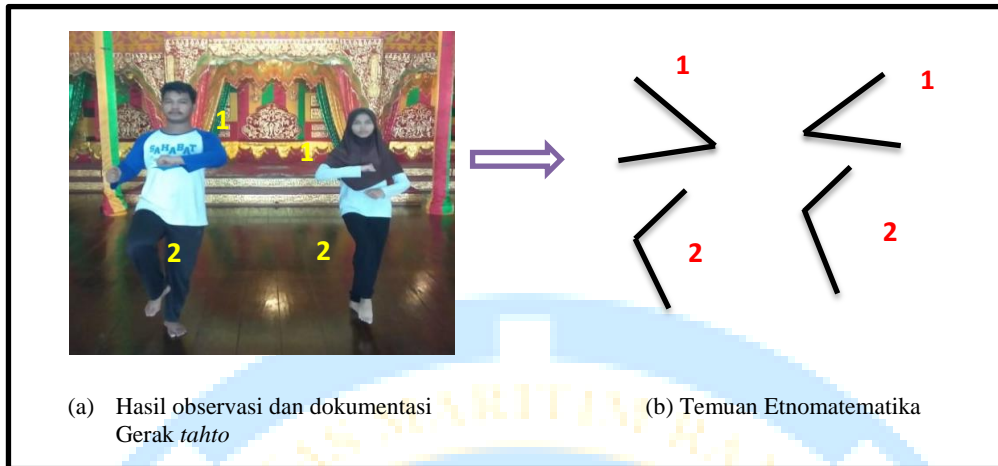 1
1
2
2
SAHABAT
1
1
2
2
(a) Hasil observasi dan dokumentasi
Gerak tahto
(b) Temuan Etnomatematika